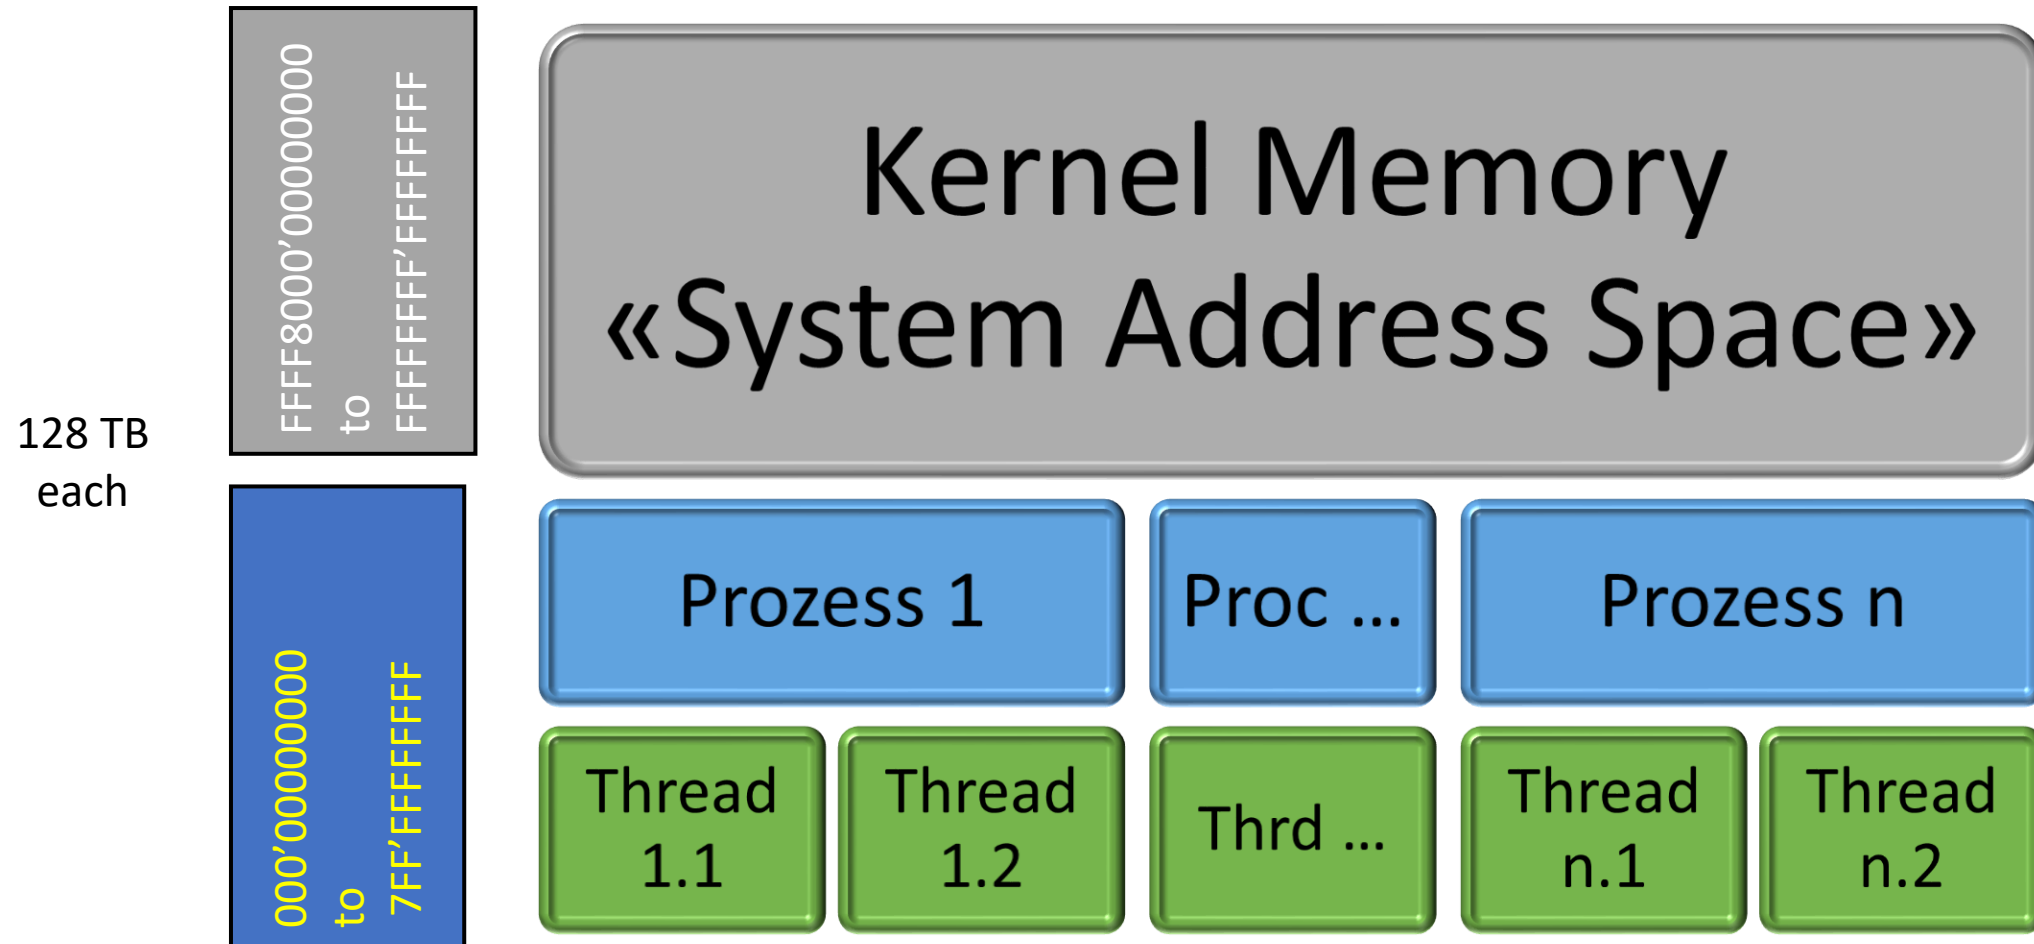 FFFF8000’00000000
to
FFFFFFFF’FFFFFFFF
Kernel Memory
«System Address Space»
128 TB
each
000’00000000
to
7FF’FFFFFFFF
Prozess 1
Proc ...
Prozess n
Thread
1.1
Thread
1.2
Thrd ...
Thread
n.1
Thread
n.2